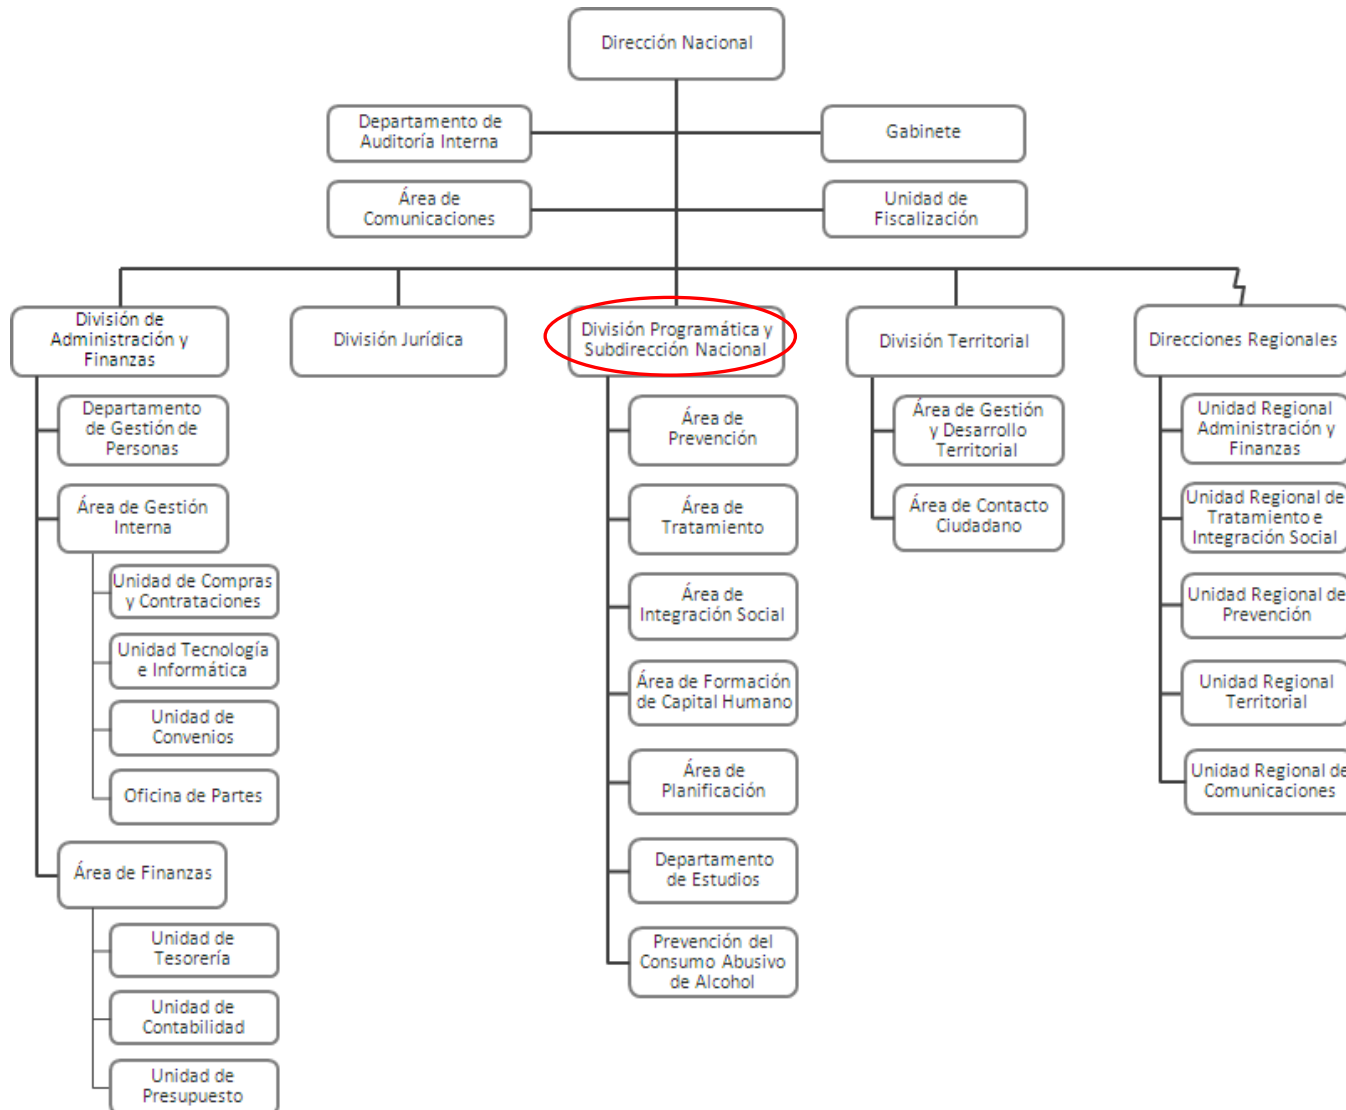 Dirección Nacional
Departamento de
Auditoría Interna
Gabinete
Área de
Comunicaciones
Unidad de
Fiscalización
División de
Administración y
Finanzas
División Jurídica
División Programática y
Subdirección Nacional
División Territorial
Direcciones Regionales
Departamento
de Gestión de
Personas
Área de Gestión
Interna
Unidad de Compras
y Contrataciones
Unidad Tecnología
e Informática
Unidad de
Convenios
Oficina de Partes
Área de Finanzas
Unidad de
Tesorería
Unidad de
Contabilidad
Unidad de
Presupuesto
Área de
Prevención
Área de
Tratamiento
Área de
Integración Social
Área de Formación
de Capital Humano
Área de
Planificación
Departamento
de Estudios
Prevención del
Consumo Abusivo
de Alcohol
Área de Gestión
y Desarrollo
Territorial
Área de Contacto
Ciudadano
Unidad Regional
Administración y
Finanzas
Unidad Regional de
Tratamiento e
Integración Social
Unidad Regional de
Prevención
Unidad Regional
Territorial
Unidad Regional de
Comunicaciones